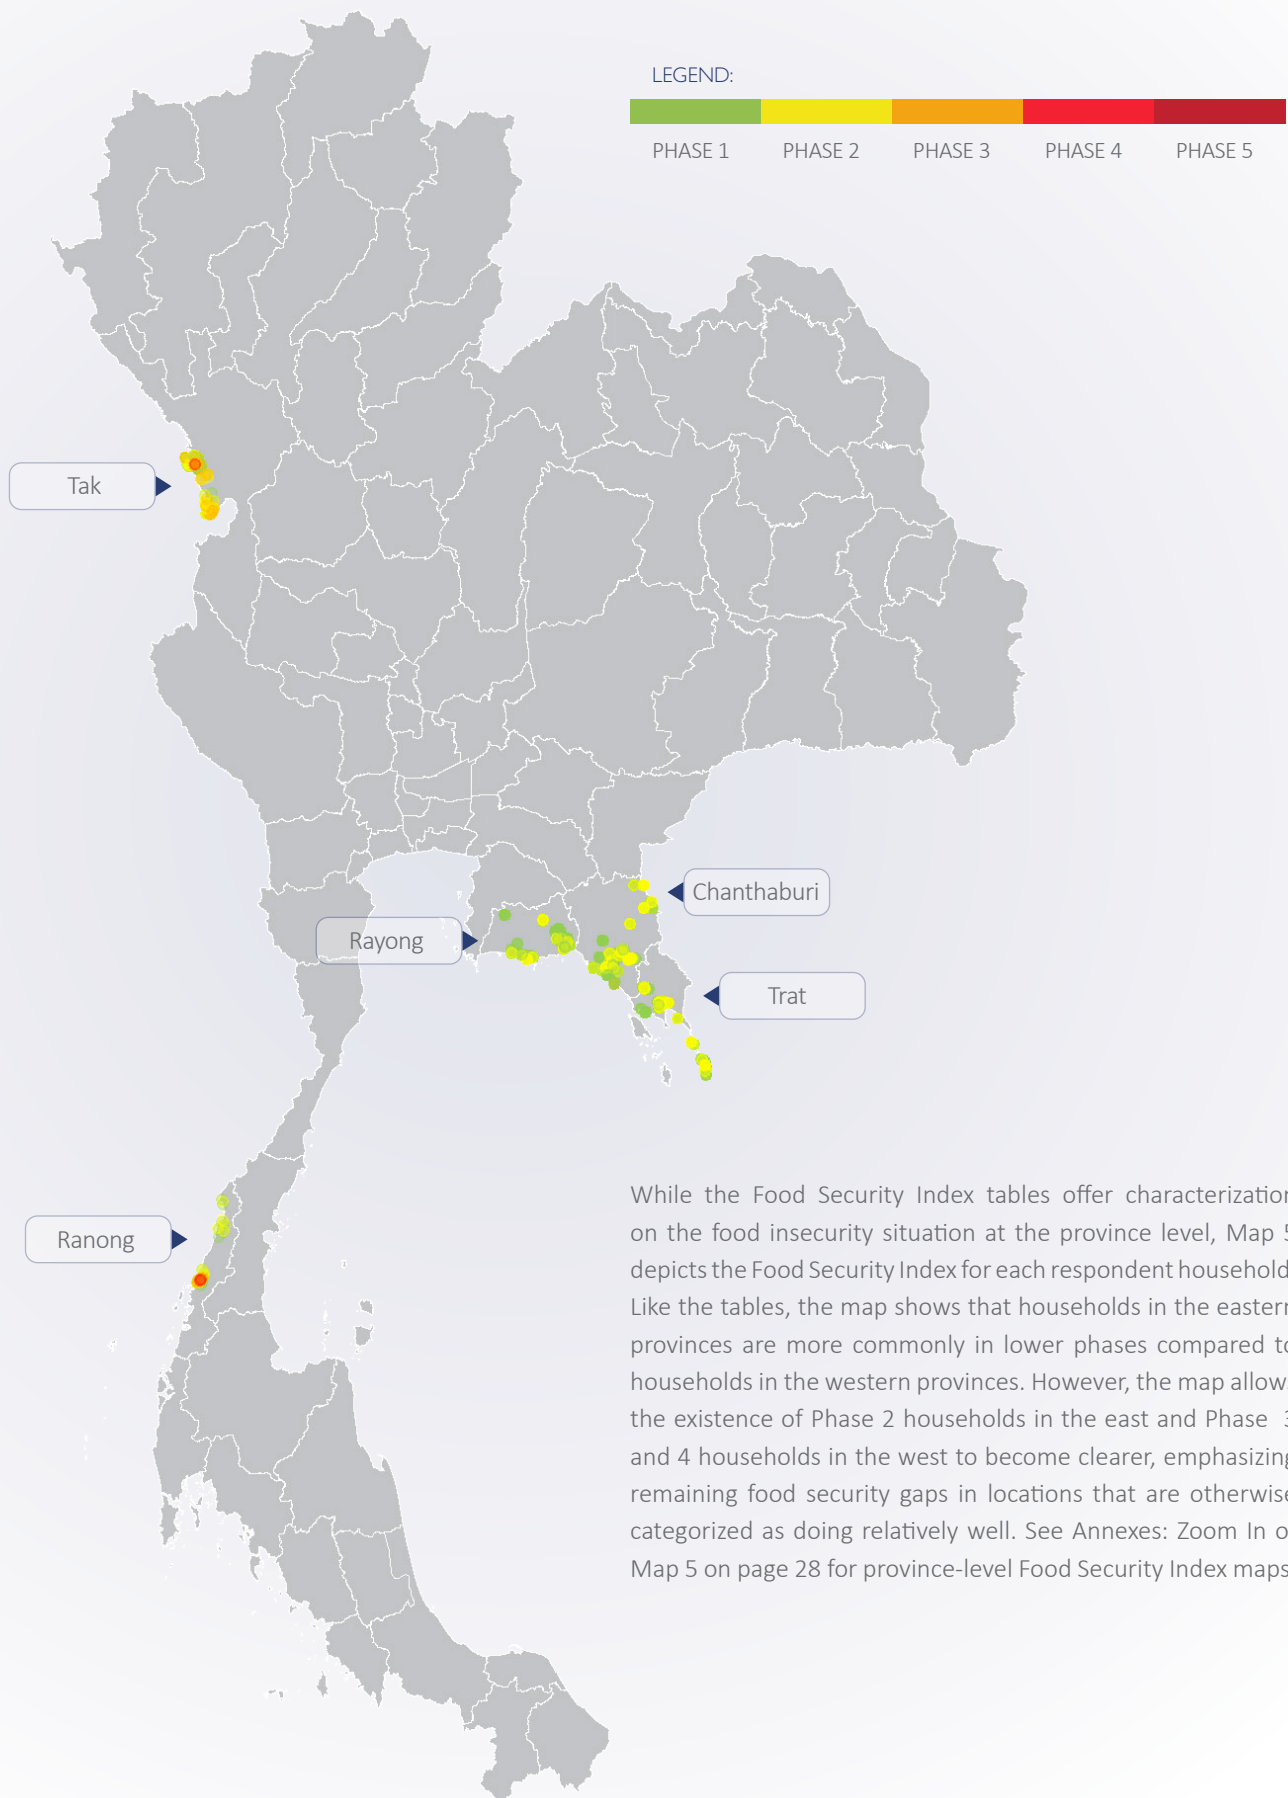 LEGEND:
PHASE 1 PHASE 2 PHASE 3 PHASE 4 PHASE 5
Tak
Chanthaburi
Rayong
Trat
Ranong
While the Food Security Index tables offer characterization
on the food insecurity situation at the province level, Map 5
depicts the Food Security Index for each respondent household
Like the tables, the map shows that households in the eastern
provinces are more commonly in lower phases compared to
households in the western provinces. However, the map allow
the existence of Phase 2 households in the east and Phase 3
and 4 households in the west to become clearer, emphasizing
remaining food security gaps in locations that are otherwise
categorized as doing relatively well. See Annexes: Zoom In o
Map 5 on page 28 for province-level Food Security Index maps